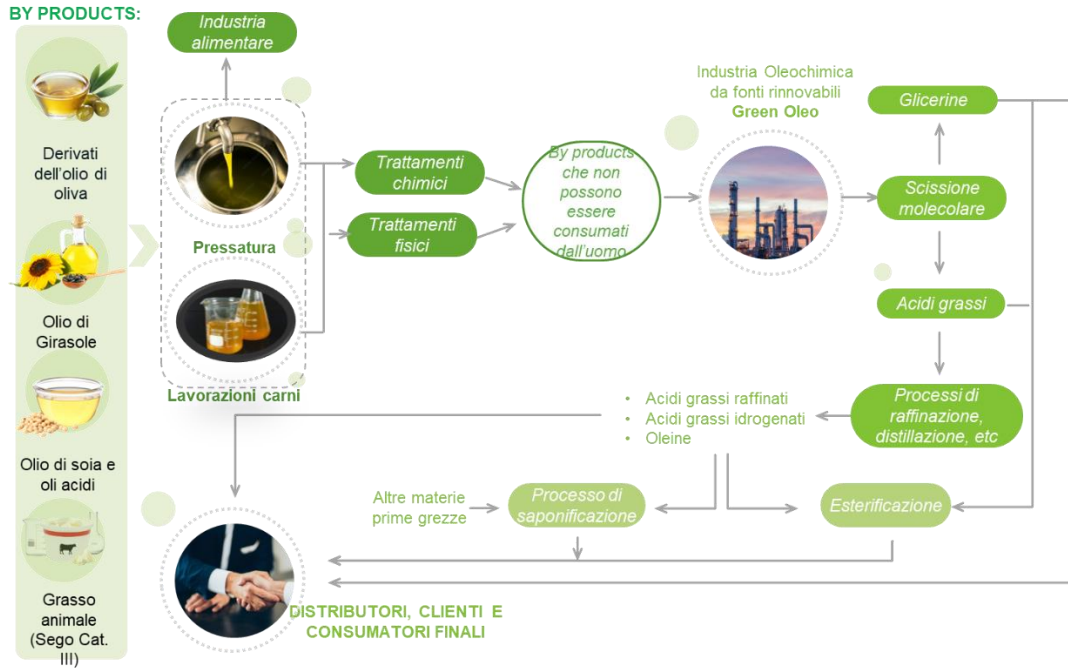 BY PRODUCTS:
Derivati
dell'olio di
oliva
Olio di
Girasole
Olio di soia e
oli acidi
Grasso
animale
(Sego Cat.
III)
Industria
alimentare
Pressatura
Lavorazioni carni
Trattamenti
chimici
Trattamenti
fisici
By products
che non
possono
essere
consumati
dall'uomo
Industria Oleochimica
da fonti rinnovabili
Green Oleo
Glicerine
Scissione
molecolare
Acidi grassi
Processi di
raffinazione,
distillazione, etc
• Acidi grassi raffinati
• Acidi grassi idrogenati
• Oleine
Altre materie
prime grezze
Processo di
saponificazione
Esterificazione
DISTRIBUTORI, CLIENTI E
CONSUMATORI FINALI